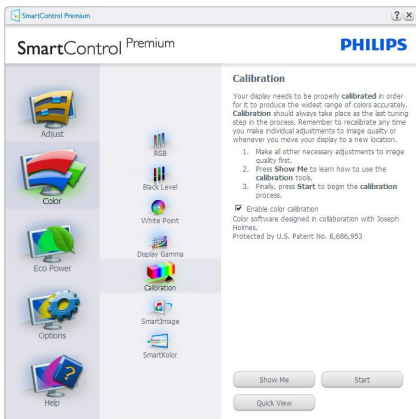 SmartControl Premium
SmartControl Premium
PHILIPS
Adjust
Color
Eco Power
Options
Help
RGB
Black Level
White Point
Display Gamma
Calibration
SmartImage
SmartKolor
Calibration
Your display needs to be properly calibrated in order
for it to produce the widest range of colors accurately.
Calibration should always take place as the last tuning
step in the process. Remember to recalibrate any time
you make individual adjustments to image quality or
whenever you move your display to a new location.
1. Make all other necessary adjustments to image
quality first.
2. Press Show Me to learn how to use the
calibration tools.
3. Finally, press Start to begin the calibration
process.
Enable color calibration
Color software designed in collaboration with Joseph
Holmes.
Protected by U.S. Patent No. 6,686,953
Show Me
Start
Quick View